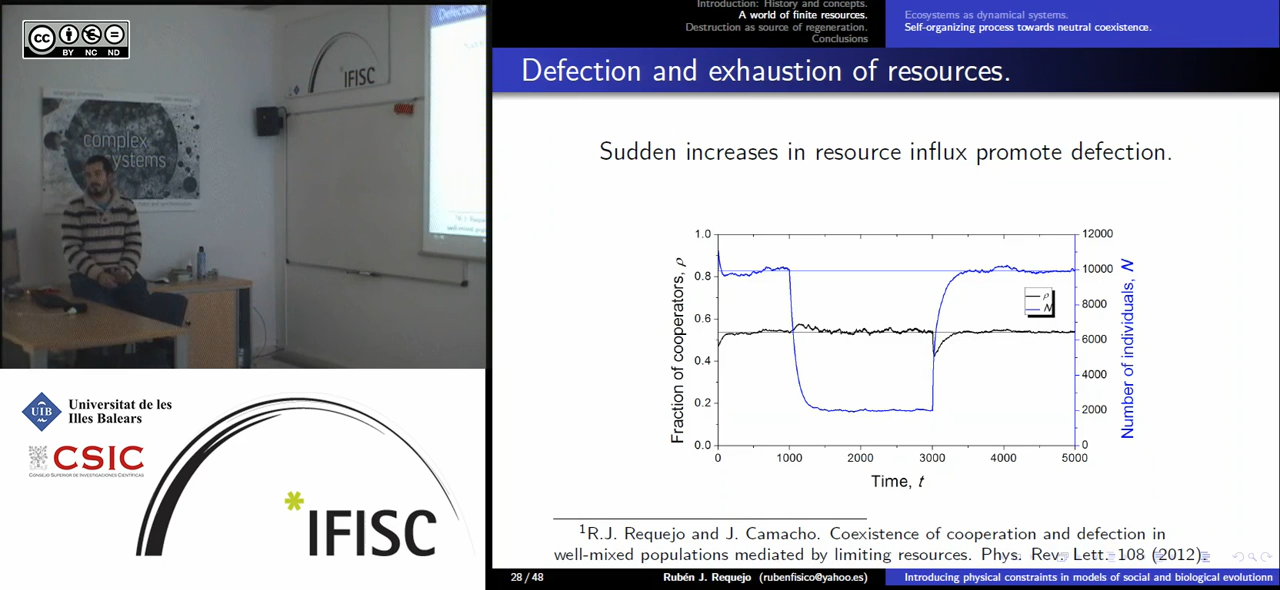 CC
BY NC ND
IFISC
complex
systems
Universitat de les
Illes Balears
UIB
CSIC
CONSEJO SUPERIOR DE INVESTIGACIONES CIENTÍFICAS
*IFISC
Introduction: History and concepts.
A world of finite resources.
Destruction as source of regeneration.
Conclusions
Ecosystems as dynamical systems.
Self-organizing process towards neutral coexistence.
Defection and exhaustion of resources.
Sudden increases in resource influx promote defection.
Fraction of cooperators, ρ
1.0
0.8
0.6
0.4
0.2
0.0
12000
10000
8000
6000
4000
2000
0
Number of individuals, N
ρ
N
0 1000 2000 3000 4000 5000
Time, t
1R.J. Requejo and J. Camacho. Coexistence of cooperation and defection in
well-mixed populations mediated by limiting resources. Phys. Rev. Lett. 108 (2012).
28 / 48
Rubén J. Requejo (rubenfisico@yahoo.es)
Introducing physical constraints in models of social and biological evolutionn